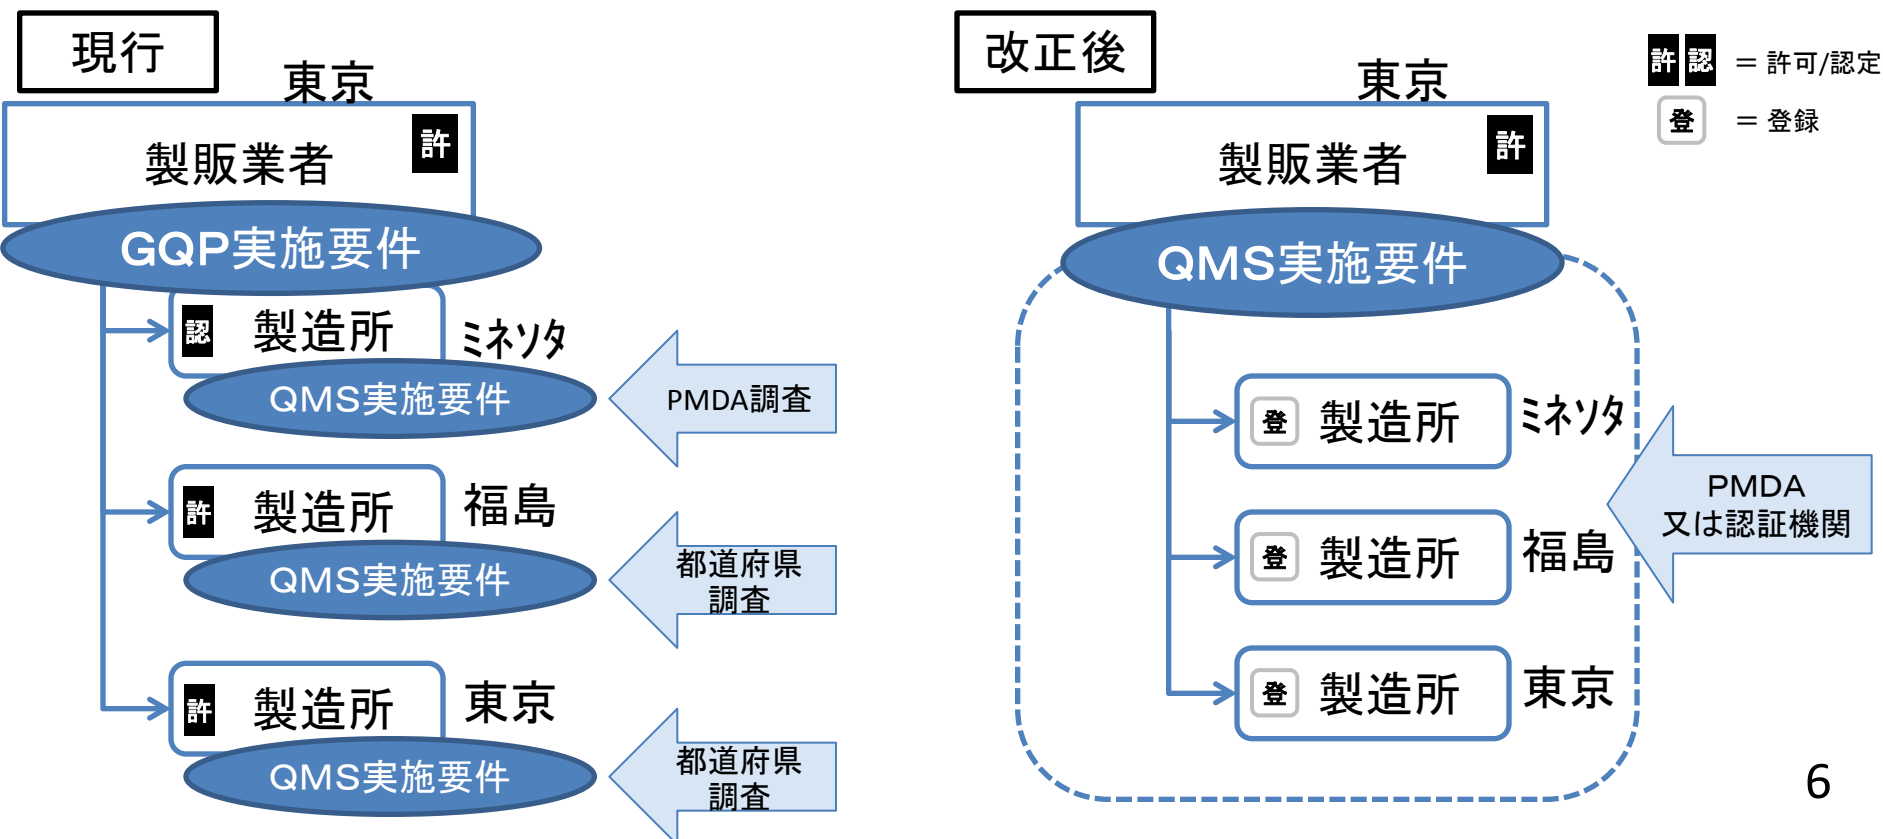 現行
東京
製販業者
許
GQP実施要件
認
製造所
ﾐﾈｿﾀ
QMS実施要件
PMDA調査
許
製造所
福島
QMS実施要件
都道府県
調査
許
製造所
東京
QMS実施要件
都道府県
調査
改正後
東京
製販業者
許
QMS実施要件
登
製造所
ﾐﾈｿﾀ
登
製造所
福島
登
製造所
東京
PMDA
又は認証機関
許 認 = 許可/認定
登 = 登録
6